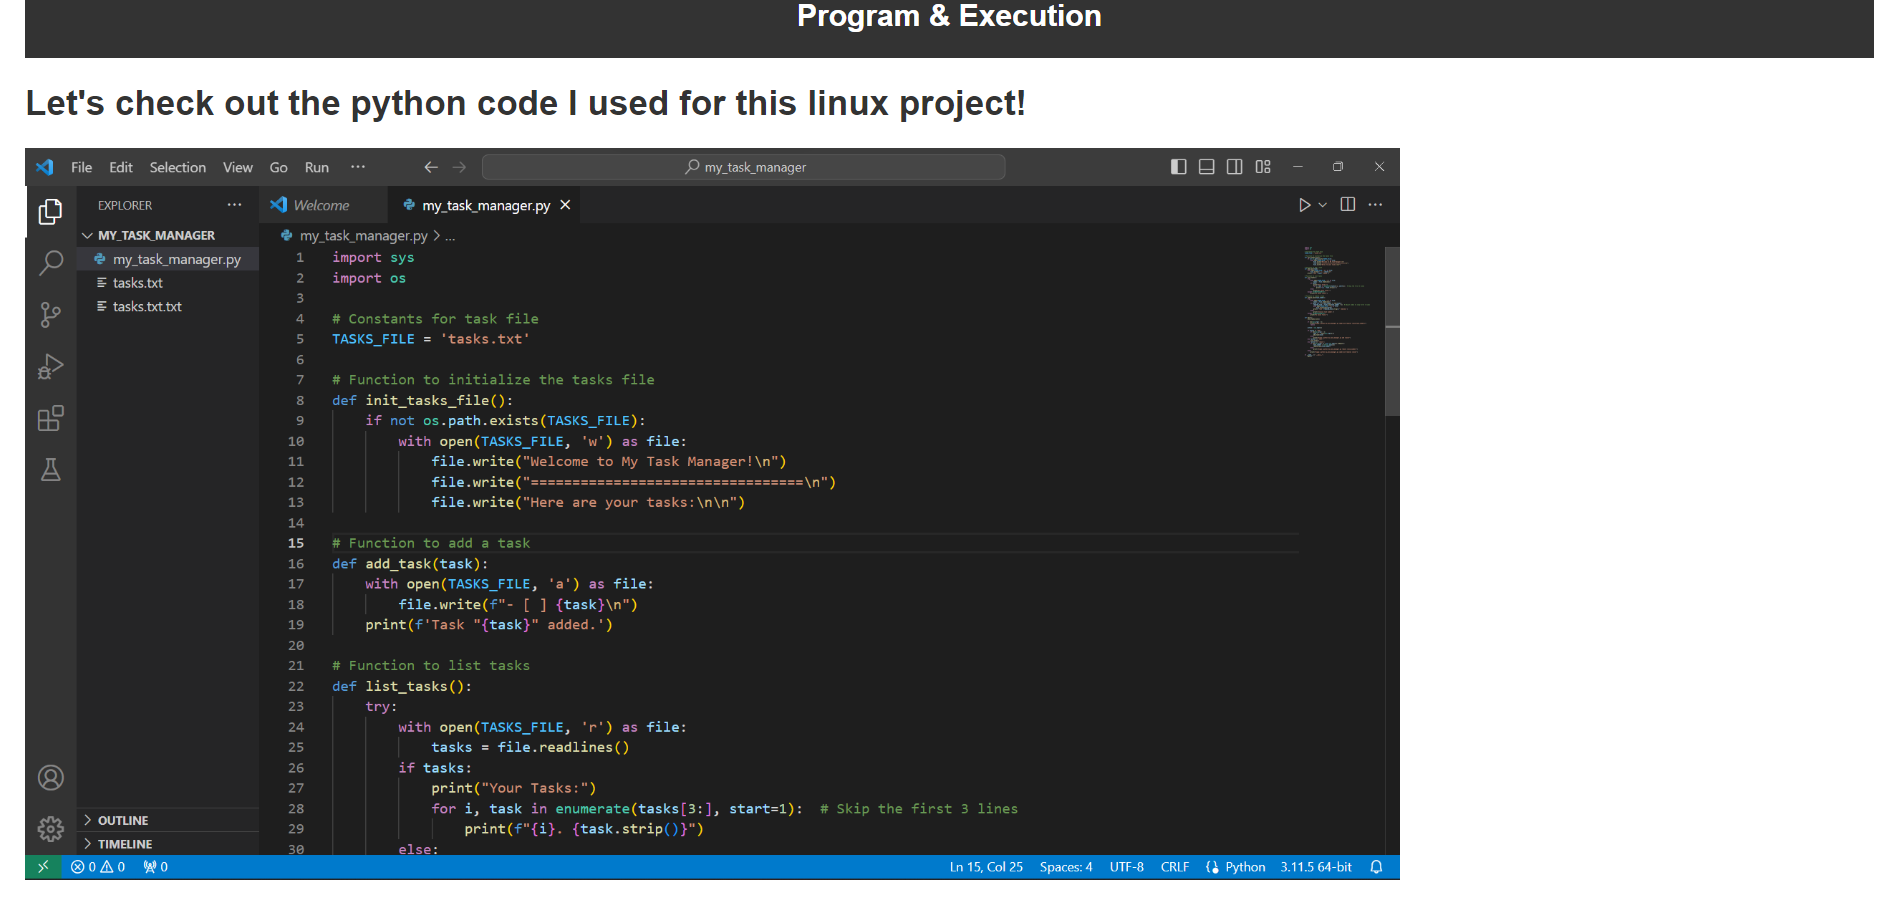 Program & Execution
Let's check out the python code I used for this linux project!
File Edit Selection View Go Run ··· my_task_manager
EXPLORER ···
MY_TASK_MANAGER
my_task_manager.py
tasks.txt
tasks.txt.txt
OUTLINE
TIMELINE
Welcome my_task_manager.py
my_task_manager.py > ...
1 import sys
2 import os
3
4 # Constants for task file
5 TASKS_FILE = 'tasks.txt'
6
7 # Function to initialize the tasks file
8 def init_tasks_file():
9     if not os.path.exists(TASKS_FILE):
10         with open(TASKS_FILE, 'w') as file:
11             file.write("Welcome to My Task Manager!\n")
12             file.write("=================================\n")
13             file.write("Here are your tasks:\n\n")
14
15 # Function to add a task
16 def add_task(task):
17     with open(TASKS_FILE, 'a') as file:
18         file.write(f"- [ ] {task}\n")
19     print(f'Task "{task}" added.')
20
21 # Function to list tasks
22 def list_tasks():
23     try:
24         with open(TASKS_FILE, 'r') as file:
25             tasks = file.readlines()
26         if tasks:
27             print("Your Tasks:")
28             for i, task in enumerate(tasks[3:], start=1):  # Skip the first 3 lines
29                 print(f"{i}. {task.strip()}")
30         else:
0 0 0 Ln 15, Col 25 Spaces: 4 UTF-8 CRLF Python 3.11.5 64-bit